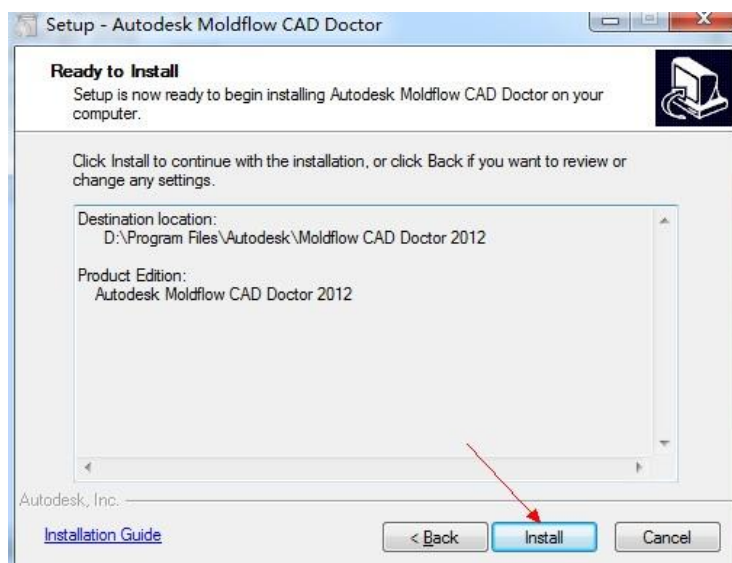 Setup - Autodesk Moldflow CAD Doctor
Ready to Install
Setup is now ready to begin installing Autodesk Moldflow CAD Doctor on your
computer.
Click Install to continue with the installation, or click Back if you want to review or
change any settings.
Destination location:
D:\Program Files\Autodesk\Moldflow CAD Doctor 2012
Product Edition:
Autodesk Moldflow CAD Doctor 2012
Autodesk, Inc.
Installation Guide
< Back
Install
Cancel